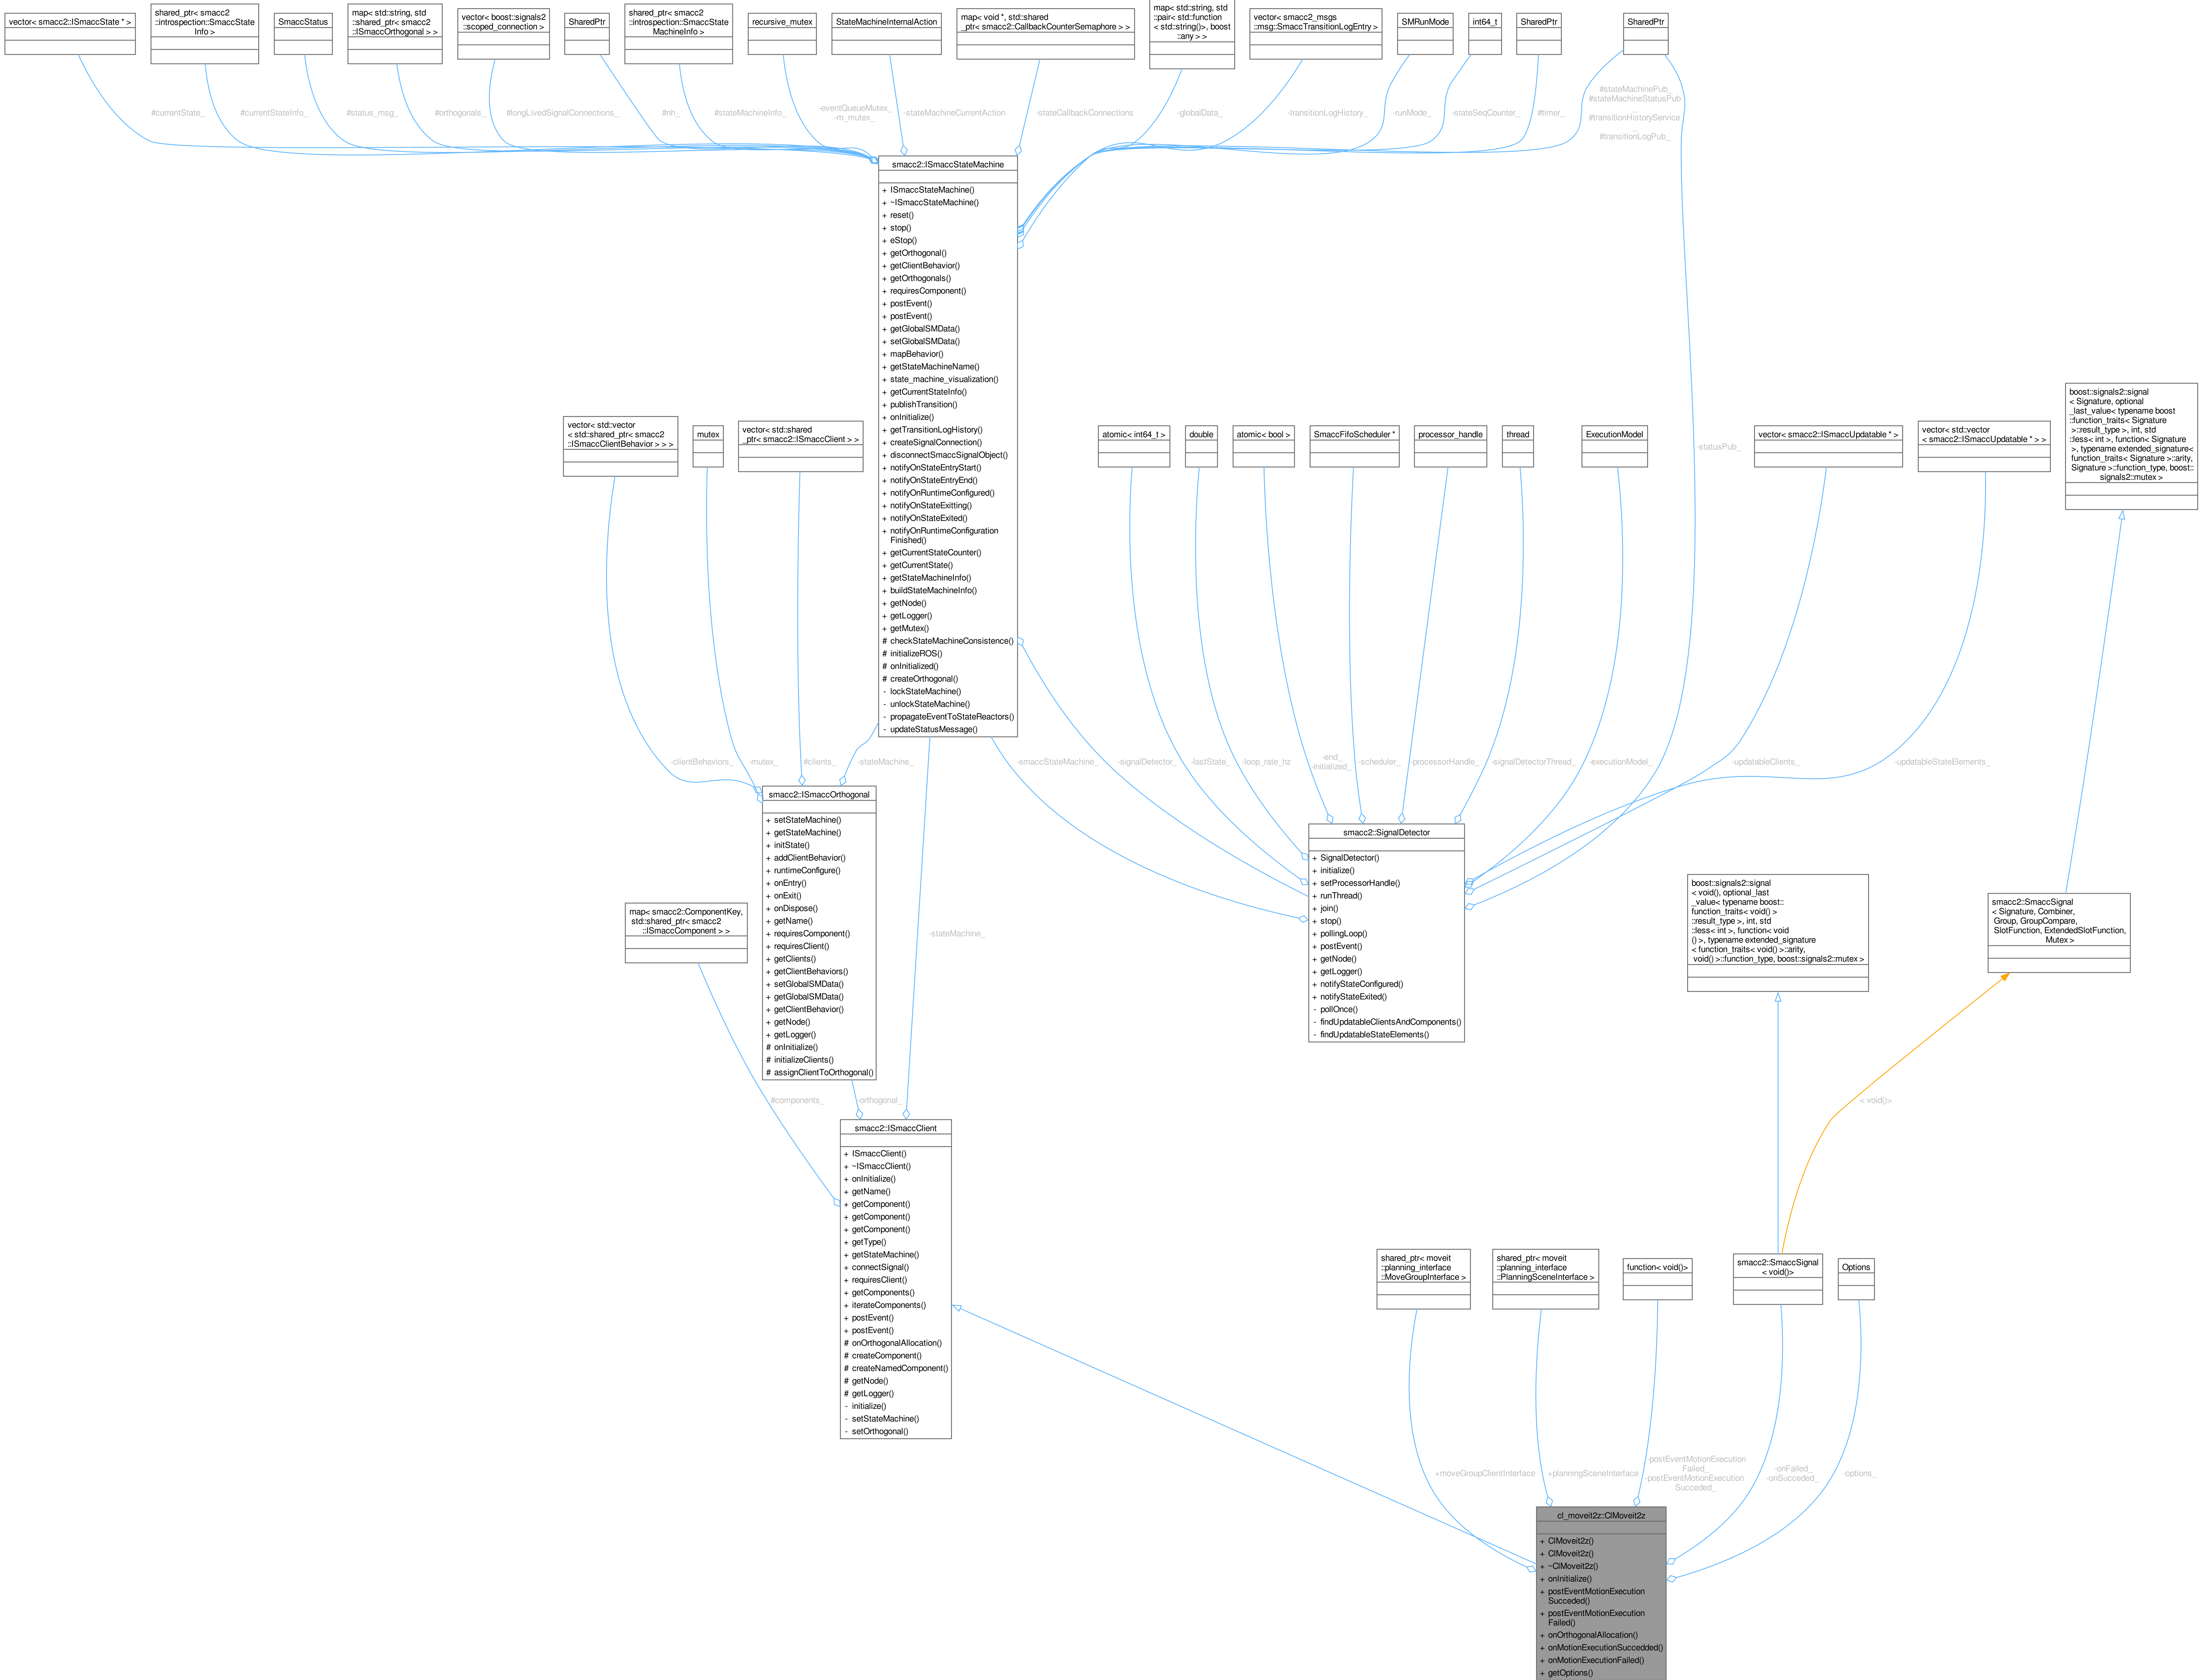 vector< smacc2::ISmaccState * >
shared_ptr< smacc2
::introspection::SmaccState
Info >
SmaccStatus
map< std::string, std
::shared_ptr< smacc2
::ISmaccOrthogonal > >
vector< boost::signals2
::scoped_connection >
SharedPtr
shared_ptr< smacc2
::introspection::SmaccState
MachineInfo >
recursive_mutex
StateMachineInternalAction
map< void *, std::shared
_ptr< smacc2::CallbackCounterSemaphore > >
map< std::string, std
::pair< std::function
< std::string()>, boost
::any > >
vector< smacc2_msgs
::msg::SmaccTransitionLogEntry >
SMRunMode
int64_t
SharedPtr
SharedPtr
#currentState_
#currentStateInfo_
#status_msg_
#orthogonals_
#longLivedSignalConnections_
#nh_
#stateMachineInfo_
-eventQueueMutex_
-m_mutex_
-stateMachineCurrentAction
-stateCallbackConnections
-globalData_
-transitionLogHistory_
-runMode_
-stateSeqCounter_
#timer_
#stateMachinePub_
#stateMachineStatusPub
_
#transitionHistoryService
_
#transitionLogPub_
smacc2::ISmaccStateMachine
+ ISmaccStateMachine()
+ ~ISmaccStateMachine()
+ reset()
+ stop()
+ eStop()
+ getOrthogonal()
+ getClientBehavior()
+ getOrthogonals()
+ requiresComponent()
+ postEvent()
+ postEvent()
+ getGlobalSMData()
+ setGlobalSMData()
+ mapBehavior()
+ getStateMachineName()
+ state_machine_visualization()
+ getCurrentStateInfo()
+ publishTransition()
+ onInitialize()
+ getTransitionLogHistory()
+ createSignalConnection()
+ disconnectSmaccSignalObject()
+ notifyOnStateEntryStart()
+ notifyOnStateEntryEnd()
+ notifyOnRuntimeConfigured()
+ notifyOnStateExitting()
+ notifyOnStateExited()
+ notifyOnRuntimeConfiguration
Finished()
+ getCurrentStateCounter()
+ getCurrentState()
+ getStateMachineInfo()
+ buildStateMachineInfo()
+ getNode()
+ getLogger()
+ getMutex()
# checkStateMachineConsistence()
# initializeROS()
# onInitialized()
# createOrthogonal()
- lockStateMachine()
- unlockStateMachine()
- propagateEventToStateReactors()
- updateStatusMessage()
vector< std::vector
< std::shared_ptr< smacc2
::ISmaccClientBehavior > > >
mutex
vector< std::shared
_ptr< smacc2::ISmaccClient > >
atomic< int64_t >
double
atomic< bool >
SmaccFifoScheduler *
processor_handle
thread
ExecutionModel
-statusPub_
vector< smacc2::ISmaccUpdatable * >
vector< std::vector
< smacc2::ISmaccUpdatable * > >
boost::signals2::signal
< Signature, optional
_last_value< typename boost
::function_traits< Signature
>::result_type >, int, std
::less< int >, function< Signature
>, typename extended_signature<
function_traits< Signature >::arity,
Signature >::function_type, boost::
signals2::mutex >
-clientBehaviors_
-mutex_
#clients_
-stateMachine_
-smaccStateMachine_
-signalDetector_
-lastState_
-loop_rate_hz
-end_
-initialized_
-scheduler_
-processorHandle_
-signalDetectorThread_
-executionModel_
-updatableClients_
-updatableStateElements_
smacc2::ISmaccOrthogonal
+ setStateMachine()
+ getStateMachine()
+ initState()
+ addClientBehavior()
+ runtimeConfigure()
+ onEntry()
+ onExit()
+ onDispose()
+ getName()
+ requiresComponent()
+ requiresClient()
+ getClients()
+ getClientBehaviors()
+ setGlobalSMData()
+ getGlobalSMData()
+ getClientBehavior()
+ getNode()
+ getLogger()
# onInitialize()
# initializeClients()
# assignClientToOrthogonal()
smacc2::SignalDetector
+ SignalDetector()
+ initialize()
+ setProcessorHandle()
+ runThread()
+ join()
+ stop()
+ pollingLoop()
+ postEvent()
+ getNode()
+ getLogger()
+ notifyStateConfigured()
+ notifyStateExited()
- pollOnce()
- findUpdatableClientsAndComponents()
- findUpdatableStateElements()
map< smacc2::ComponentKey,
std::shared_ptr< smacc2
::ISmaccComponent > >
-stateMachine_
boost::signals2::signal
< void(), optional_last
_value< typename boost::
function_traits< void() >
::result_type >, int, std
::less< int >, function< void
() >, typename extended_signature
< function_traits< void() >::arity,
void() >::function_type, boost::signals2::mutex >
smacc2::SmaccSignal
< Signature, Combiner,
Group, GroupCompare,
SlotFunction, ExtendedSlotFunction,
Mutex >
#components_
-orthogonal_
< void()>
smacc2::ISmaccClient
+ ISmaccClient()
+ ~ISmaccClient()
+ onInitialize()
+ getName()
+ getComponent()
+ getComponent()
+ getComponent()
+ getType()
+ getStateMachine()
+ connectSignal()
+ requiresClient()
+ getComponents()
+ iterateComponents()
+ postEvent()
+ postEvent()
# onOrthogonalAllocation()
# createComponent()
# createNamedComponent()
# getNode()
# getLogger()
- initialize()
- setStateMachine()
- setOrthogonal()
shared_ptr< moveit
::planning_interface
::MoveGroupInterface >
shared_ptr< moveit
::planning_interface
::PlanningSceneInterface >
function< void()>
smacc2::SmaccSignal
< void()>
Options
+moveGroupClientInterface
+planningSceneInterface
-postEventMotionExecution
Failed_
-postEventMotionExecution
Succeded_
-onFailed_
-onSucceded_
-options_
cl_moveit2z::ClMoveit2z
+ ClMoveit2z()
+ ClMoveit2z()
+ ~ClMoveit2z()
+ onInitialize()
+ postEventMotionExecution
Succeded()
+ postEventMotionExecution
Failed()
+ onOrthogonalAllocation()
+ onMotionExecutionSuccedded()
+ onMotionExecutionFailed()
+ getOptions()